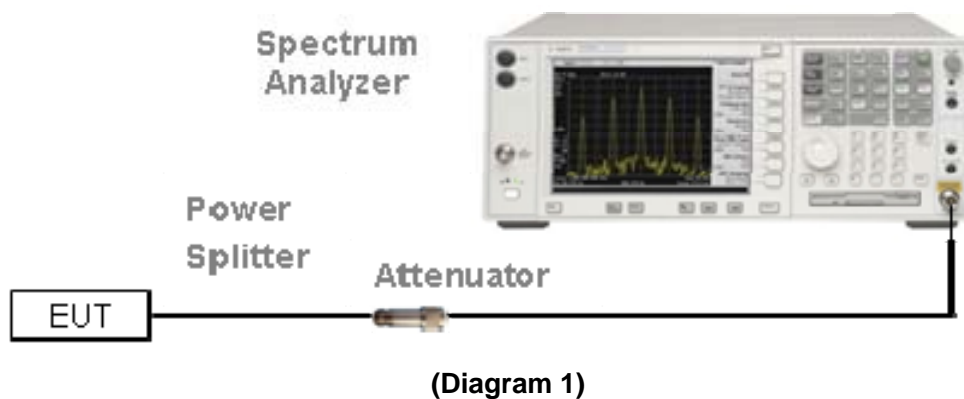 Spectrum
Analyzer
Power
Splitter
Attenuator
EUT
(Diagram 1)